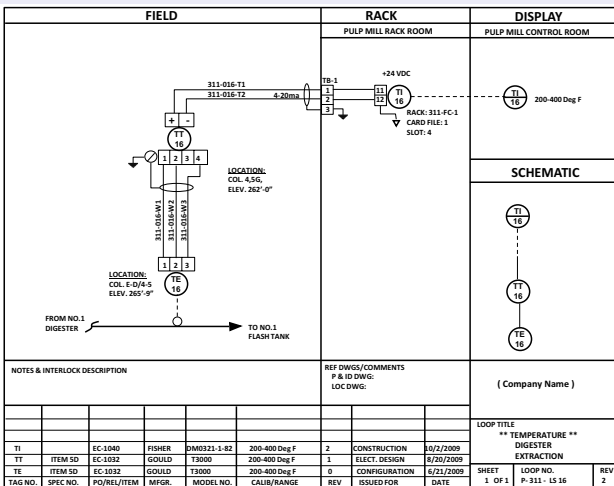 FIELD
RACK
DISPLAY
PULP MILL RACK ROOM
PULP MILL CONTROL ROOM
311-016-T1
311-016-T2
4-20ma
TB-1
1
2
3
+24 VDC
11
12
TI
16
RACK: 311-FC-1
CARD FILE: 1
SLOT: 4
TI
16
200-400 Deg F
+ -
TT
16
1 2 3 4
LOCATION:
COL. 4,5G,
ELEV. 262'-0"
311-016-W1
311-016-W2
311-016-W3
1 2 3
TE
16
LOCATION:
COL. E-D/4-5
ELEV. 265'-9"
FROM NO.1
DIGESTER
TO NO.1
FLASH TANK
SCHEMATIC
TI
16
TT
16
TE
16
NOTES & INTERLOCK DESCRIPTION
REF DWGS/COMMENTS
P & ID DWG:
LOC DWG:
( Company Name )
LOOP TITLE
** TEMPERATURE **
DIGESTER
EXTRACTION
TI EC-1040 FISHER DM0321-1-82 200-400 Deg F 2 CONSTRUCTION 10/2/2009
TT ITEM 5D EC-1032 GOULD T3000 200-400 Deg F 1 ELECT. DESIGN 8/20/2009
TE ITEM 5D EC-1032 GOULD T3000 200-400 Deg F 0 CONFIGURATION 6/21/2009
TAG NO. SPEC NO. PO/REL/ITEM MFGR. MODEL NO. CALIB/RANGE REV ISSUED FOR DATE
SHEET LOOP NO. REV
1 OF 1 P- 311 - LS 16 2